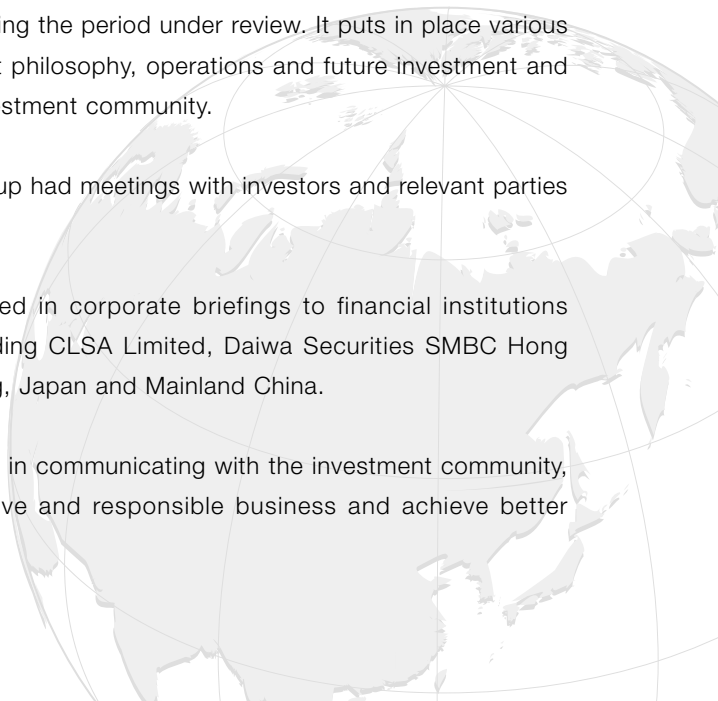 ing the period under review. It puts in place various
philosophy, operations and future investment and
estment community.
up had meetings with investors and relevant parties
ed in corporate briefings to financial institutions
ding CLSA Limited, Daiwa Securities SMBC Hong
, Japan and Mainland China.
in communicating with the investment community,
ve and responsible business and achieve better